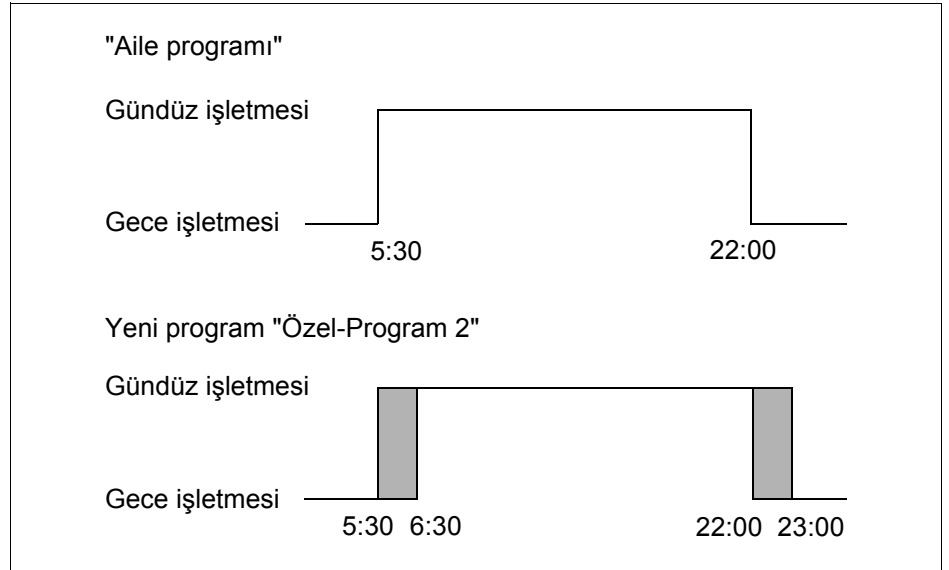 "Aile programı"
Gündüz işletmesi
Gece işletmesi
5:30 22:00
Yeni program "Özel-Program 2"
Gündüz işletmesi
Gece işletmesi
5:30 6:30 22:00 23:00